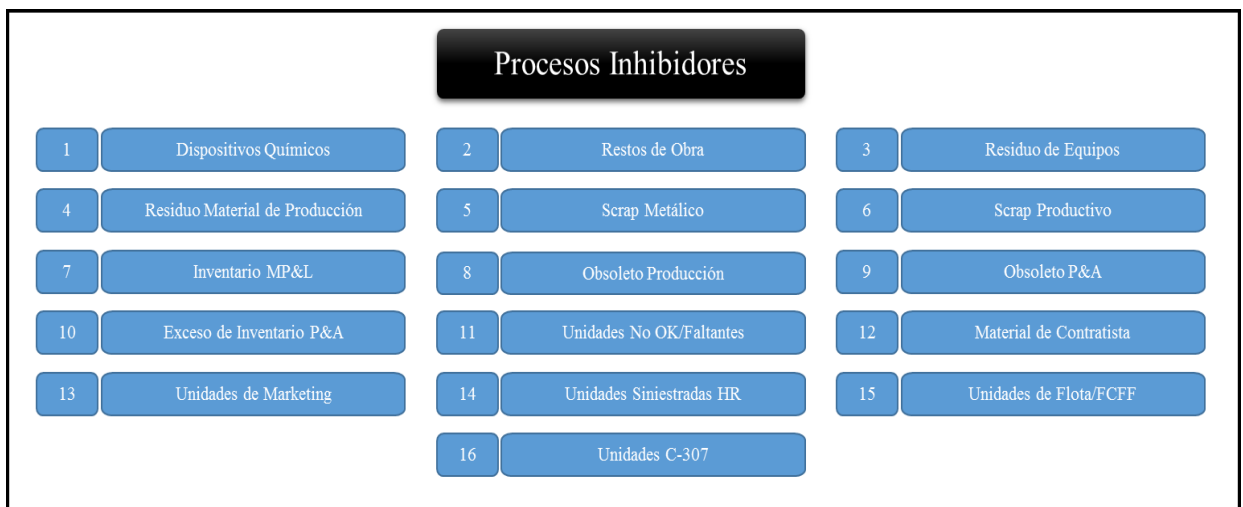 Procesos Inhibidores
1 Dispositivos Químicos
2 Restos de Obra
3 Residuo de Equipos
4 Residuo Material de Producción
5 Scrap Metálico
6 Scrap Productivo
7 Inventario MP&L
8 Obsoleto Producción
9 Obsoleto P&A
10 Exceso de Inventario P&A
11 Unidades No OK/Faltantes
12 Material de Contratista
13 Unidades de Marketing
14 Unidades Siniestradas HR
15 Unidades de Flota/FCFF
16 Unidades C-307